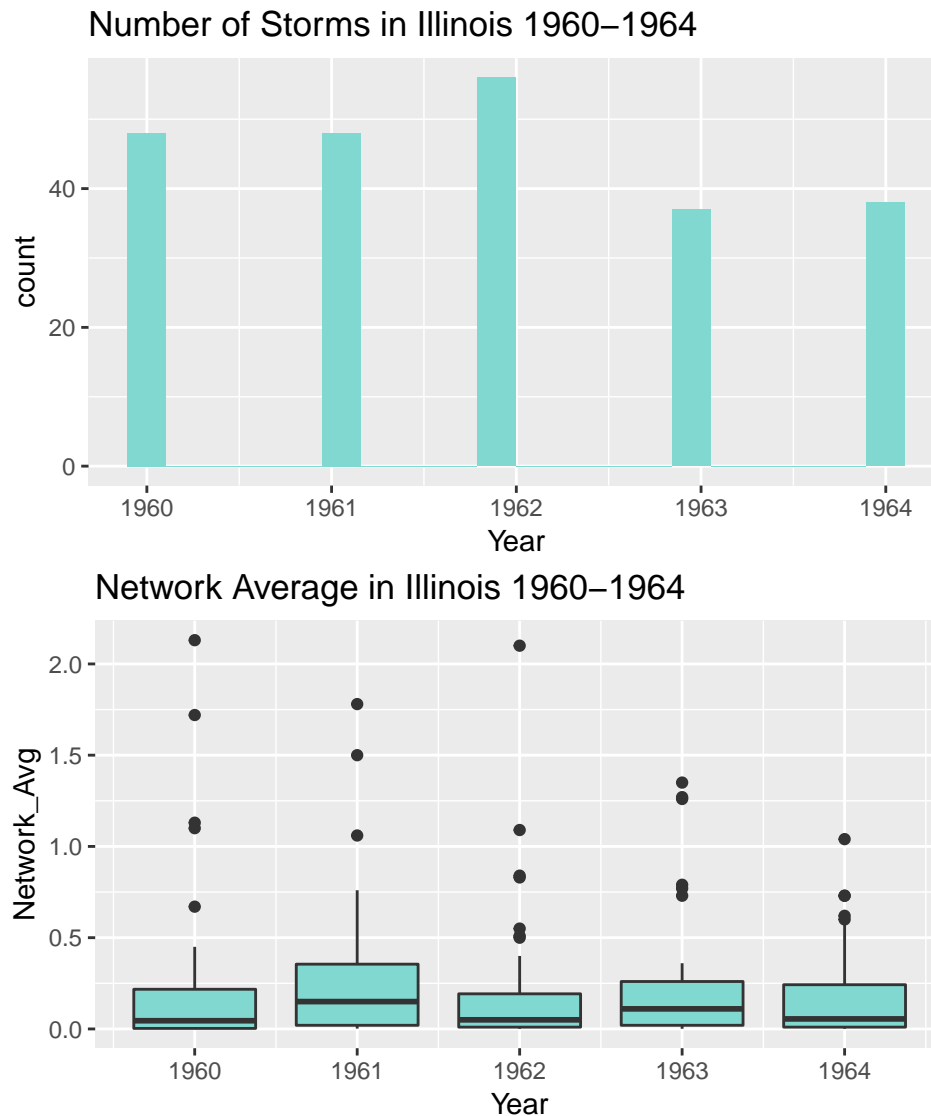 Number of Storms in Illinois 1960–1964
count
40
20
0
1960 1961 1962 1963 1964
Year
Network Average in Illinois 1960–1964
Network_Avg
2.0
1.5
1.0
0.5
0.0
1960 1961 1962 1963 1964
Year